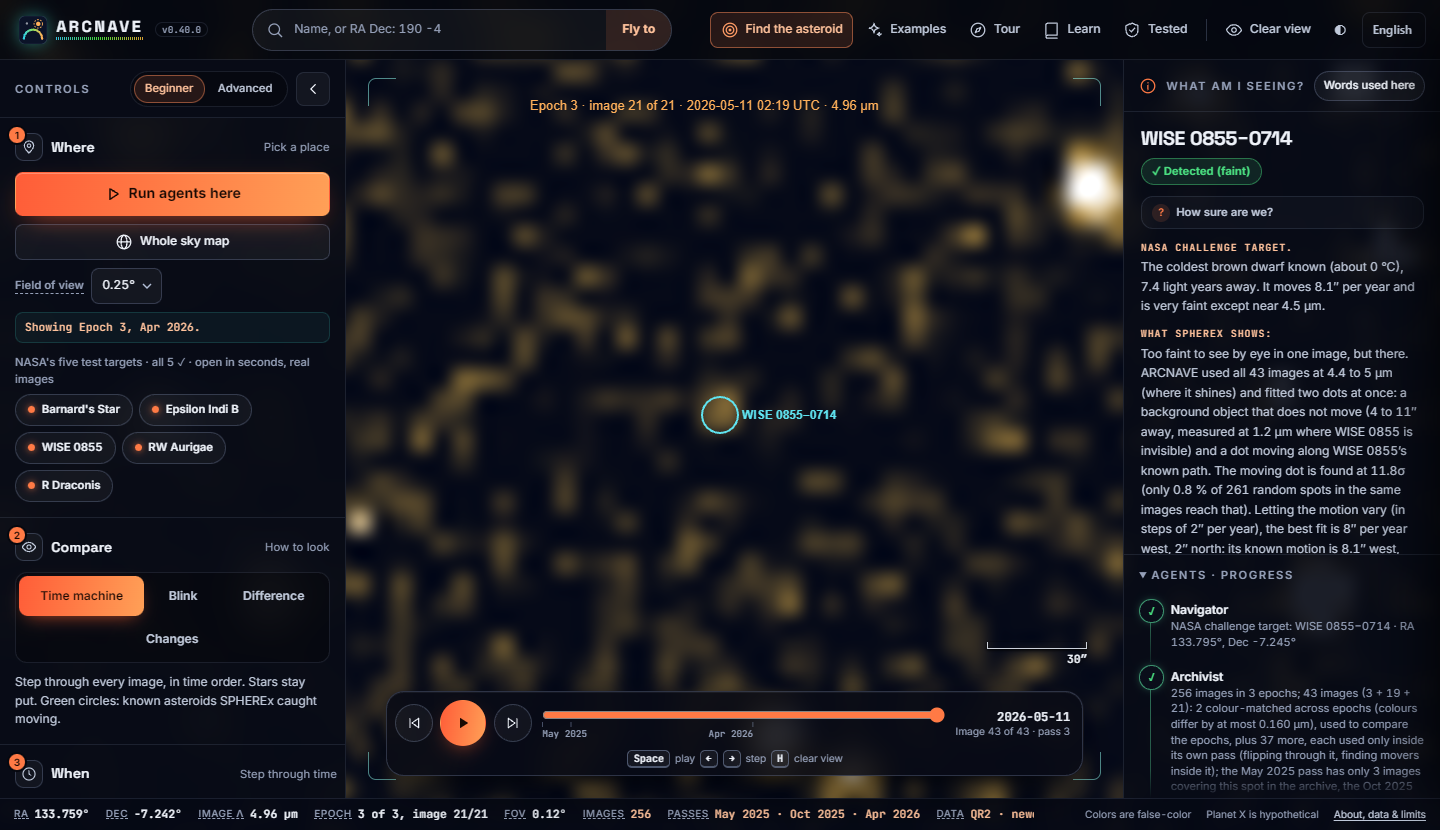 ARCNAVE v0.40.0 Name, or RA Dec: 190 -4 Fly to Find the asteroid Examples Tour Learn Tested Clear view English
CONTROLS Beginner Advanced
1 Where Pick a place
Run agents here
Whole sky map
Field of view 0.25°
Showing Epoch 3, Apr 2026.
NASA's five test targets · all 5 ✓ · open in seconds, real
images
Barnard's Star Epsilon Indi B
WISE 0855 RW Aurigae
R Draconis
2 Compare How to look
Time machine Blink Difference
Changes
Step through every image, in time order. Stars stay
put. Green circles: known asteroids SPHEREx caught
moving.
3 When Step through time
Epoch 3 · image 21 of 21 · 2026-05-11 02:19 UTC · 4.96 µm
WISE 0855−0714
30″
May 2025 Apr 2026
2026-05-11
Image 43 of 43 · pass 3
Space play ← → step H clear view
WHAT AM I SEEING? Words used here
WISE 0855−0714
✓ Detected (faint)
? How sure are we?
NASA CHALLENGE TARGET.
The coldest brown dwarf known (about 0 °C),
7.4 light years away. It moves 8.1″ per year and
is very faint except near 4.5 µm.
WHAT SPHEREX SHOWS:
Too faint to see by eye in one image, but there.
ARCNAVE used all 43 images at 4.4 to 5 µm
(where it shines) and fitted two dots at once: a
background object that does not move (4 to 11″
away, measured at 1.2 µm where WISE 0855 is
invisible) and a dot moving along WISE 0855's
known path. The moving dot is found at 11.8σ
(only 0.8 % of 261 random spots in the same
images reach that). Letting the motion vary (in
steps of 2″ per year), the best fit is 8″ per year
west, 2″ north: its known motion is 8.1″ west,
▼ AGENTS · PROGRESS
✓ Navigator
NASA challenge target: WISE 0855−0714 · RA
133.795°, Dec -7.245°
✓ Archivist
256 images in 3 epochs; 43 images (3 + 19 +
21): 2 colour-matched across epochs (colours
differ by at most 0.160 µm), used to compare
the epochs, plus 37 more, each used only inside
its own pass (flipping through it, finding movers
inside it); the May 2025 pass has only 3 images
covering this spot in the archive, the Oct 2025
RA 133.759° DEC -7.242° IMAGE Λ 4.96 µm EPOCH 3 of 3, image 21/21 FOV 0.12° IMAGES 256 PASSES May 2025 · Oct 2025 · Apr 2026 DATA QR2 · Colors are false-color Planet X is hypothetical About, data & limits